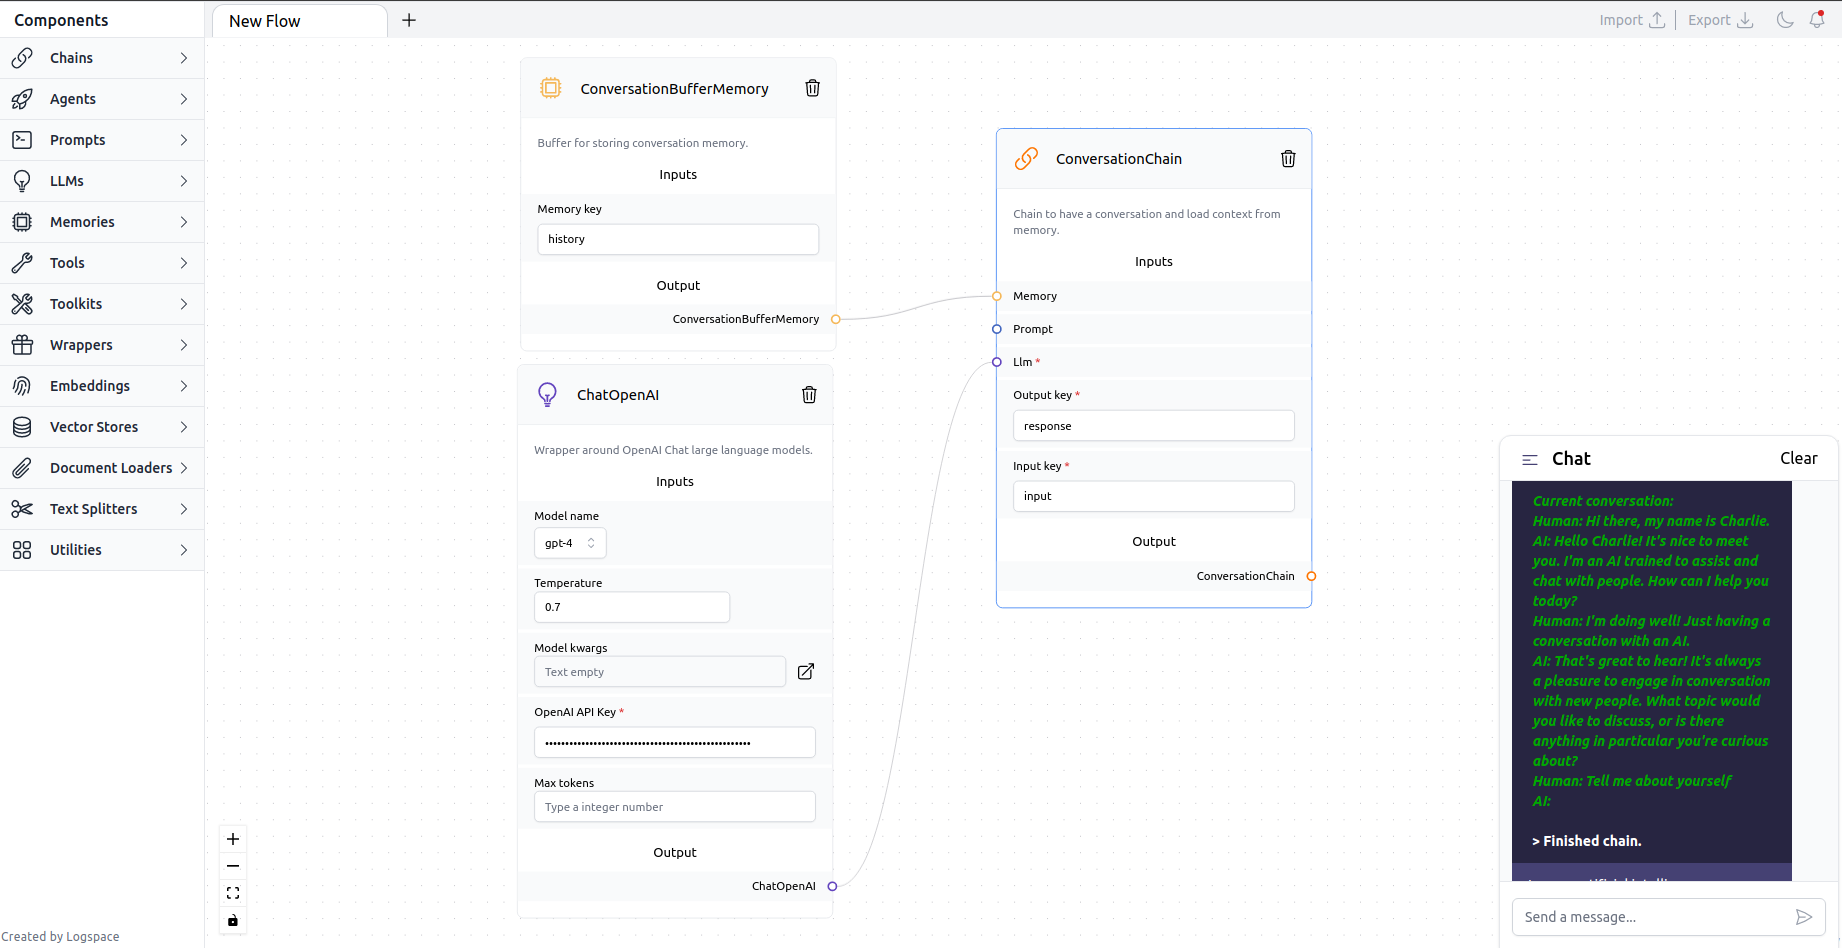 Components
New Flow
Import
Export
Chains
Agents
Prompts
LLMs
Memories
Tools
Toolkits
Wrappers
Embeddings
Vector Stores
Document Loaders
Text Splitters
Utilities
Created by Logspace
ConversationBufferMemory
Buffer for storing conversation memory.
Inputs
Memory key
history
Output
ConversationBufferMemory
ChatOpenAI
Wrapper around OpenAI Chat large language models.
Inputs
Model name
gpt-4
Temperature
0.7
Model kwargs
Text empty
OpenAI API Key *
Max tokens
Type a integer number
Output
ChatOpenAI
ConversationChain
Chain to have a conversation and load context from
memory.
Inputs
Memory
Prompt
Llm *
Output key *
response
Input key *
input
Output
ConversationChain
Chat
Clear
Current conversation:
Human: Hi there, my name is Charlie.
AI: Hello Charlie! It's nice to meet
you. I'm an AI trained to assist and
chat with people. How can I help you
today?
Human: I'm doing well! Just having a
conversation with an AI.
AI: That's great to hear! It's always
a pleasure to engage in conversation
with new people. What topic would
you like to discuss, or is there
anything in particular you're curious
about?
Human: Tell me about yourself
AI:
> Finished chain.
Send a message...